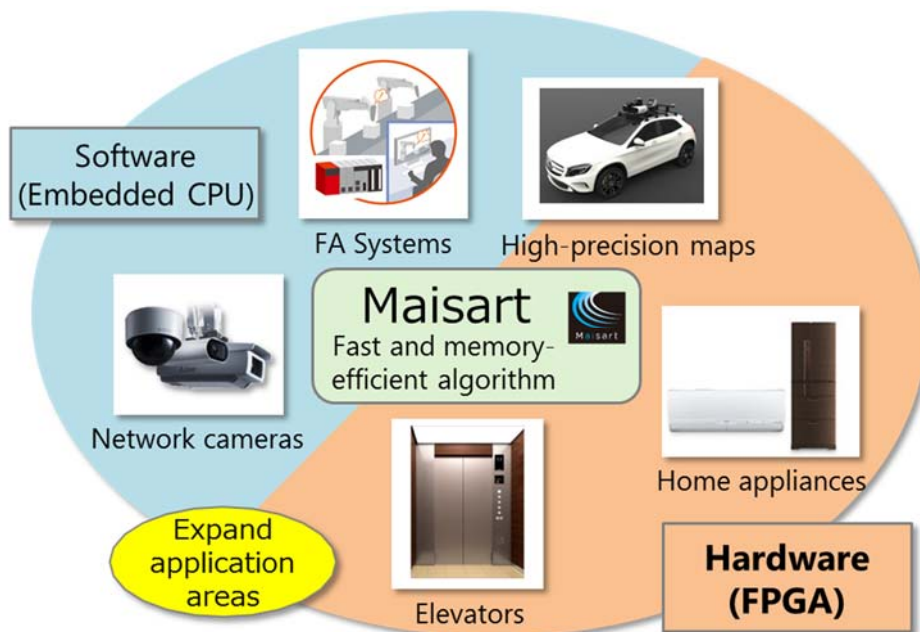 Software
(Embedded CPU)
FA Systems
High-precision maps
Maisart
Fast and memory-
efficient algorithm
Maisart
Network cameras
Home appliances
Elevators
Expand
application
areas
Hardware
(FPGA)